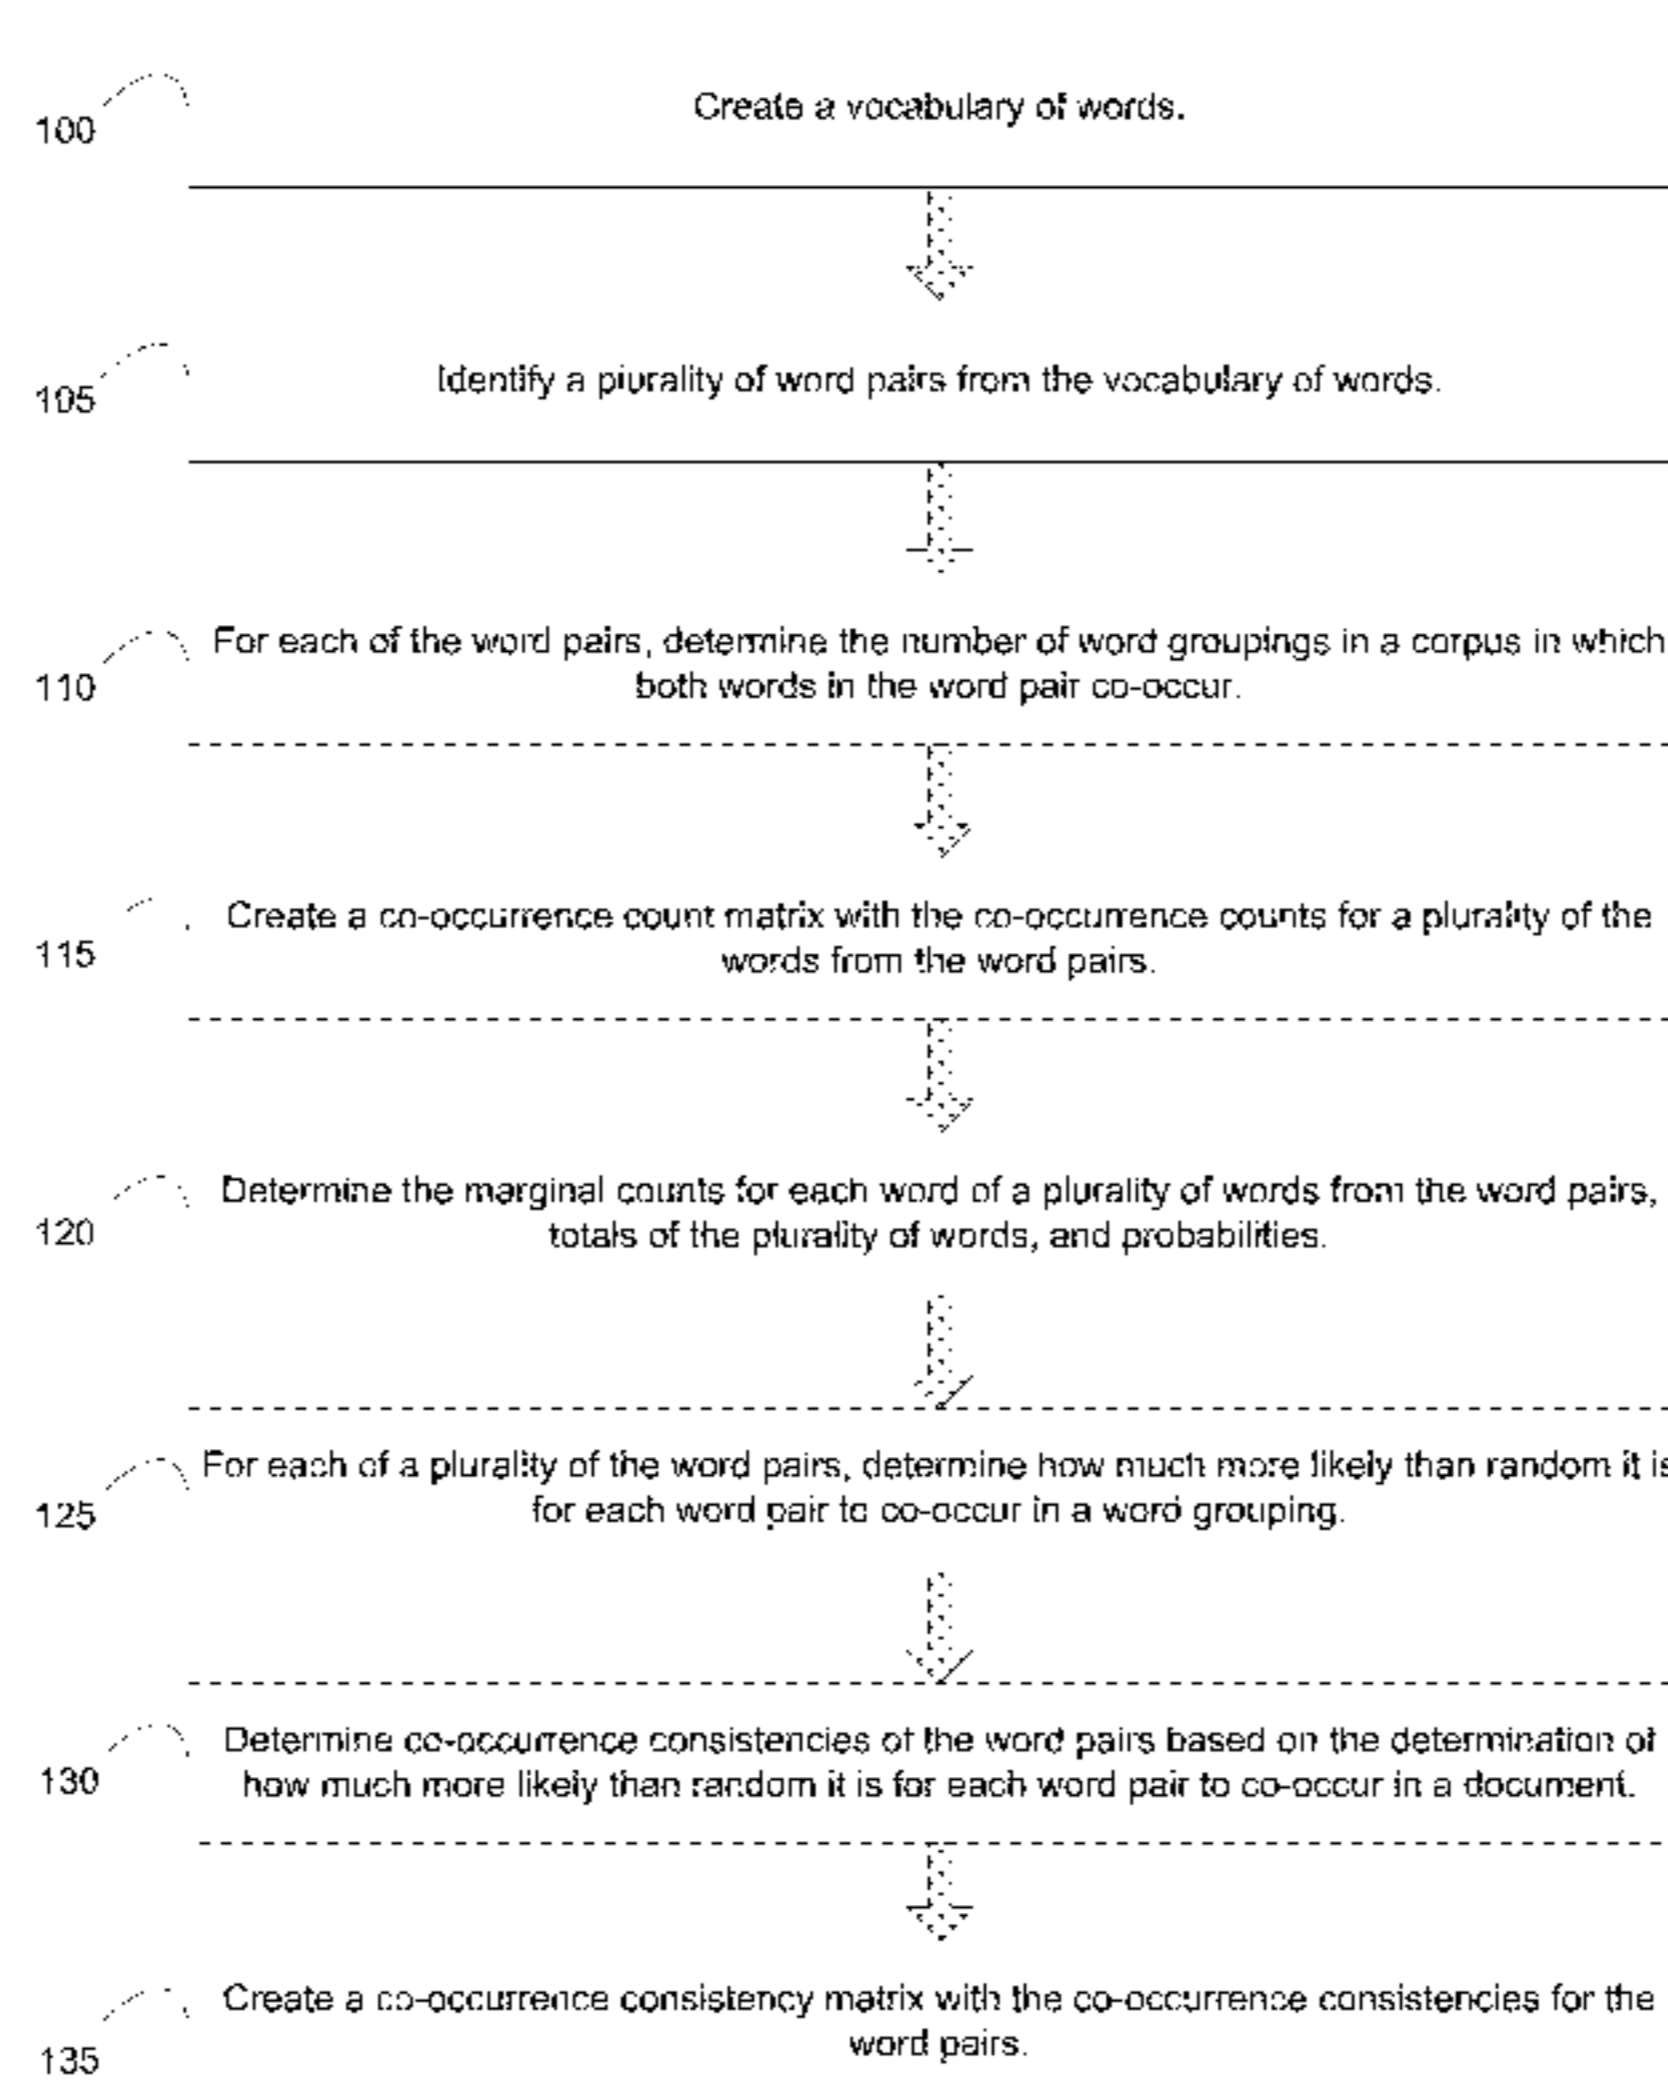 Create a vocabulary of words.
100
Identify a plurality of word pairs from the vocabulary of words.
105
For each of the word pairs, determine the number of word groupings in a corpus in which
both words in the word pair co-occur.
110
Create a co-occurrence count matrix with the co-occurrence counts for a plurality of the
words from the word pairs.
115
Determine the marginal counts for each word of a plurality of words from the word pairs,
totals of the plurality of words, and probabilities.
120
For each of a plurality of the word pairs, determine how much more likely than random it is
for each word pair to co-occur in a word grouping.
125
Determine co-occurrence consistencies of the word pairs based on the determination of
how much more likely than random it is for each word pair to co-occur in a document.
130
Create a co-occurrence consistency matrix with the co-occurrence consistencies for the
word pairs.
135